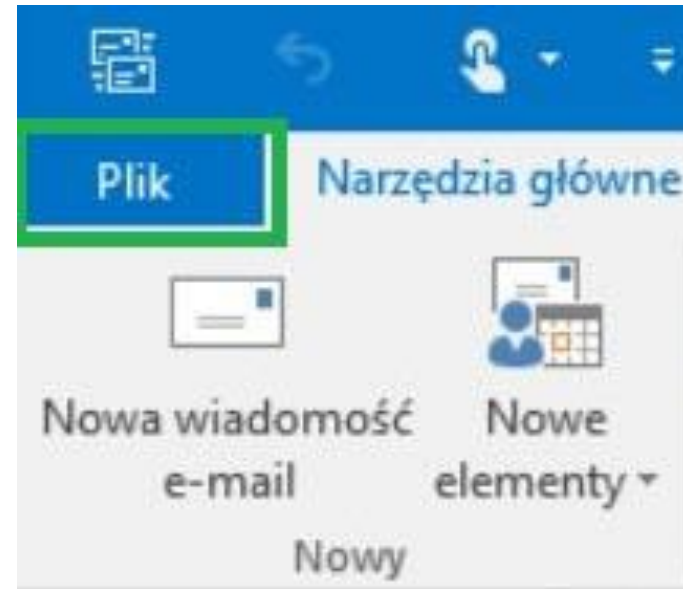 Plik Narzędzia główne
Nowa wiadomość
e-mail
Nowe
elementy
Nowy